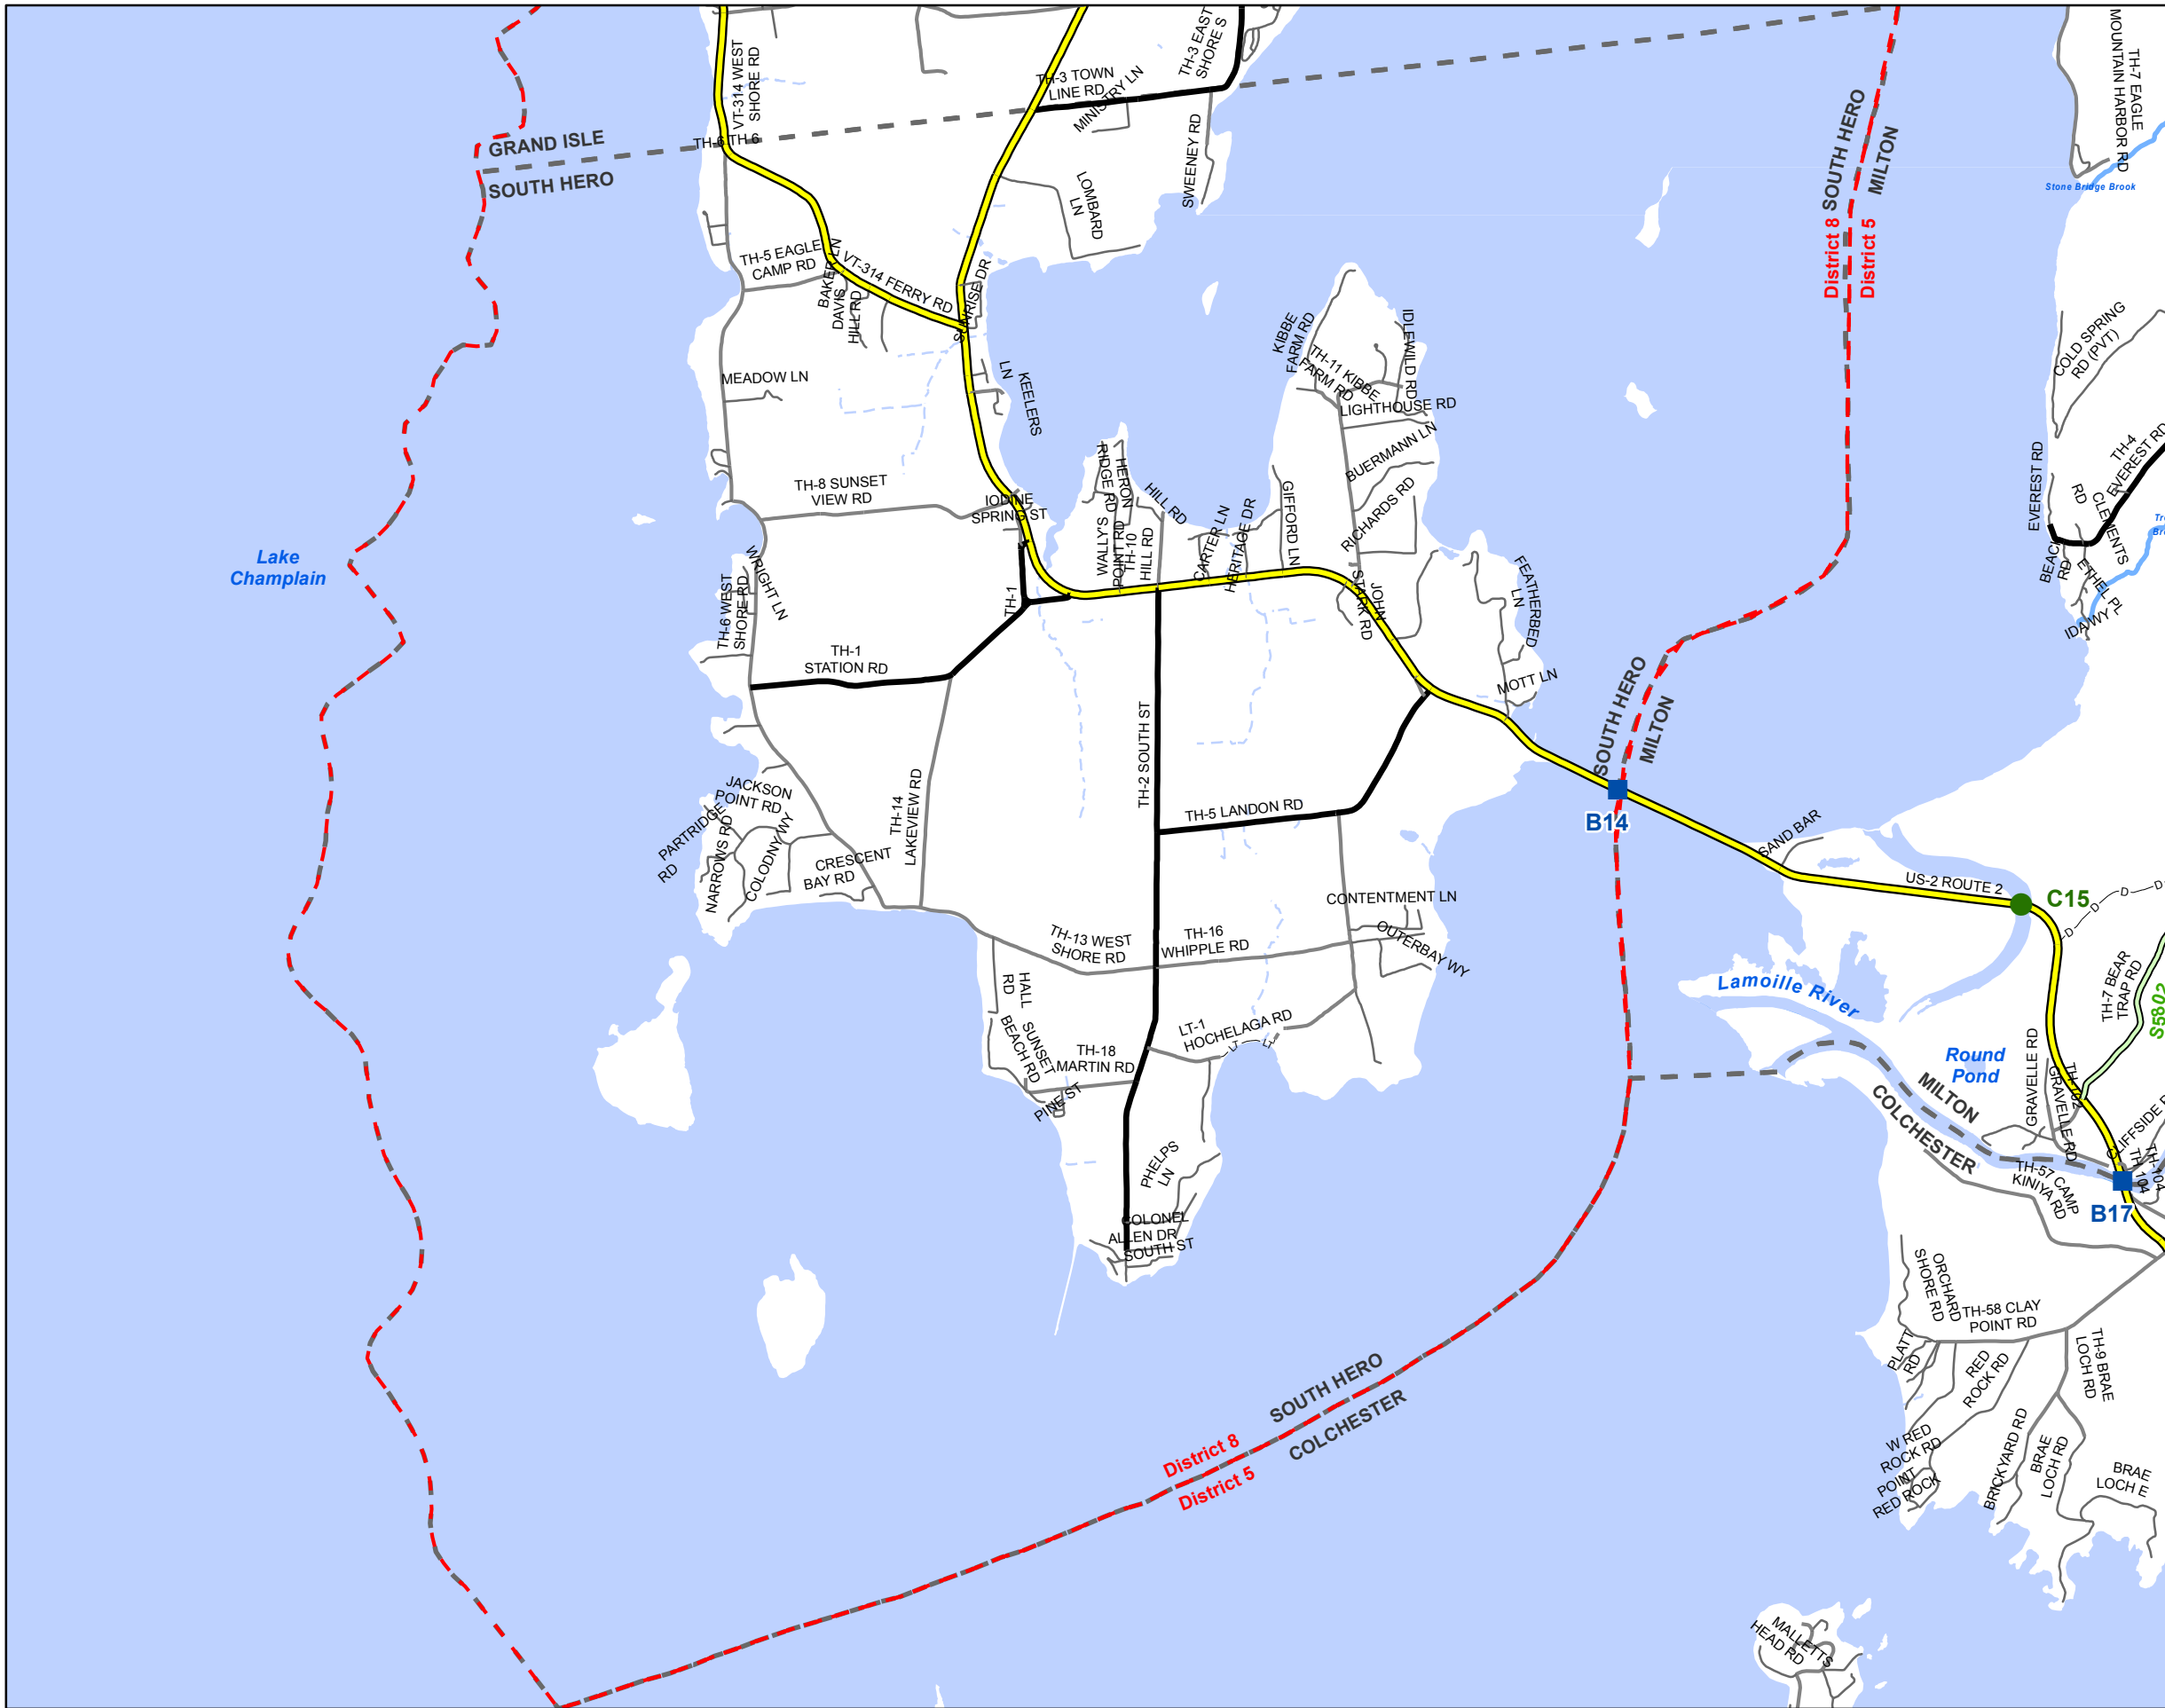 GRAND ISLE
SOUTH HERO
VT-314 WEST
SHORE RD
TH-6
TH-6
TH-3 TOWN
LINE RD
MINISTRY LN
TH-3 EAST
SHORE S
SWEENEY RD
LOMBARD
LN
SOUTH HERO
MILTON
District 8
District 5
TH-7 EAGLE
MOUNTAIN HARBOR RD
Stone Bridge Brook
TH-5 EAGLE
CAMP RD
BAKER LN
DAVIS
HILL RD
VT-314 FERRY RD
SUNRISE DR
KEELERS
LN
MEADOW LN
KIBBE
FARM RD
TH-11 KIBBE
FARM RD
IDLEWILD RD
LIGHTHOUSE RD
BUERMANN LN
RICHARDS RD
COLD SPRING
RD (PVT)
TH-4
EVEREST RD
EVEREST RD
CLEMENTS
RD
BEACH
RD
ETHEL PL
IDA WY
TH-8 SUNSET
VIEW RD
IODINE
SPRING ST
HERON
RIDGE RD
WALLY'S
POINT RD
TH-10
HILL RD
HILL RD
CARTER LN
HERITAGE DR
GIFFORD LN
JOHN
STARK RD
FEATHERBED
LN
MOTT LN
Lake
Champlain
WRIGHT LN
TH-6 WEST
SHORE RD
TH-1
TH-1
STATION RD
TH-2 SOUTH ST
SOUTH HERO
MILTON
B14
TH-5 LANDON RD
JACKSON
POINT RD
PARTRIDGE
RD
NARROWS RD
COLODNY WY
CRESCENT
BAY RD
TH-14
LAKEVIEW RD
SAND BAR
US-2 ROUTE 2
C15
D
D
D
D
CONTENTMENT LN
OUTERBAY WY
TH-13 WEST
SHORE RD
TH-16
WHIPPLE RD
HALL
RD
SUNSET
BEACH RD
TH-18
MARTIN RD
PINE ST
LT-1
HOCHELAGA RD
LT
Lamoille River
TH-7 BEAR
TRAP RD
S5802
Round
Pond
GRAVELLE RD
TH-102
GRAVELLE RD
MILTON
COLCHESTER
TH-57 CAMP
KINIYA RD
TH 104
TH-104
B17
PHELPS
LN
COLONEL
ALLEN DR
SOUTH ST
ORCHARD
SHORE RD
TH-58 CLAY
POINT RD
PLATT
RD
RED
ROCK RD
TH-9 BRAE
LOCH RD
W RED
ROCK RD
POINT
RED ROCK
BRICKYARD RD
BRAE
LOCH RD
BRAE
LOCH E
SOUTH HERO
COLCHESTER
District 8
District 5
MALLETTS
HEAD RD